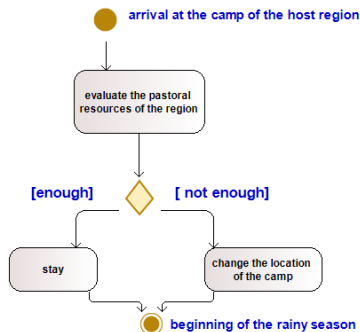 arrival at the camp of the host region
evaluate the pastoral
resources of the region
[enough]
[ not enough]
stay
change the location
of the camp
beginning of the rainy season